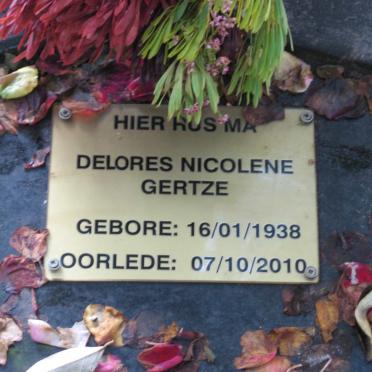 HIER RUS MA
DELORES NICOLENE
GERTZE
GEBORE: 16/01/1938
OORLEDE: 07/10/2010